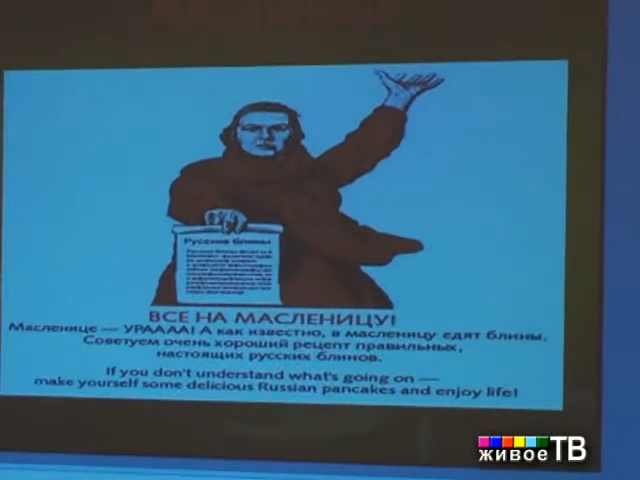 Русские блины
ВСЕ НА МАСЛЕНИЦУ!
Масленице — УРАААА! А как известно, в масленицу едят блины.
Советуем очень хороший рецепт правильных,
настоящих русских блинов.
If you don't understand what's going on —
make yourself some delicious Russian pancakes and enjoy life!
живоеТВ